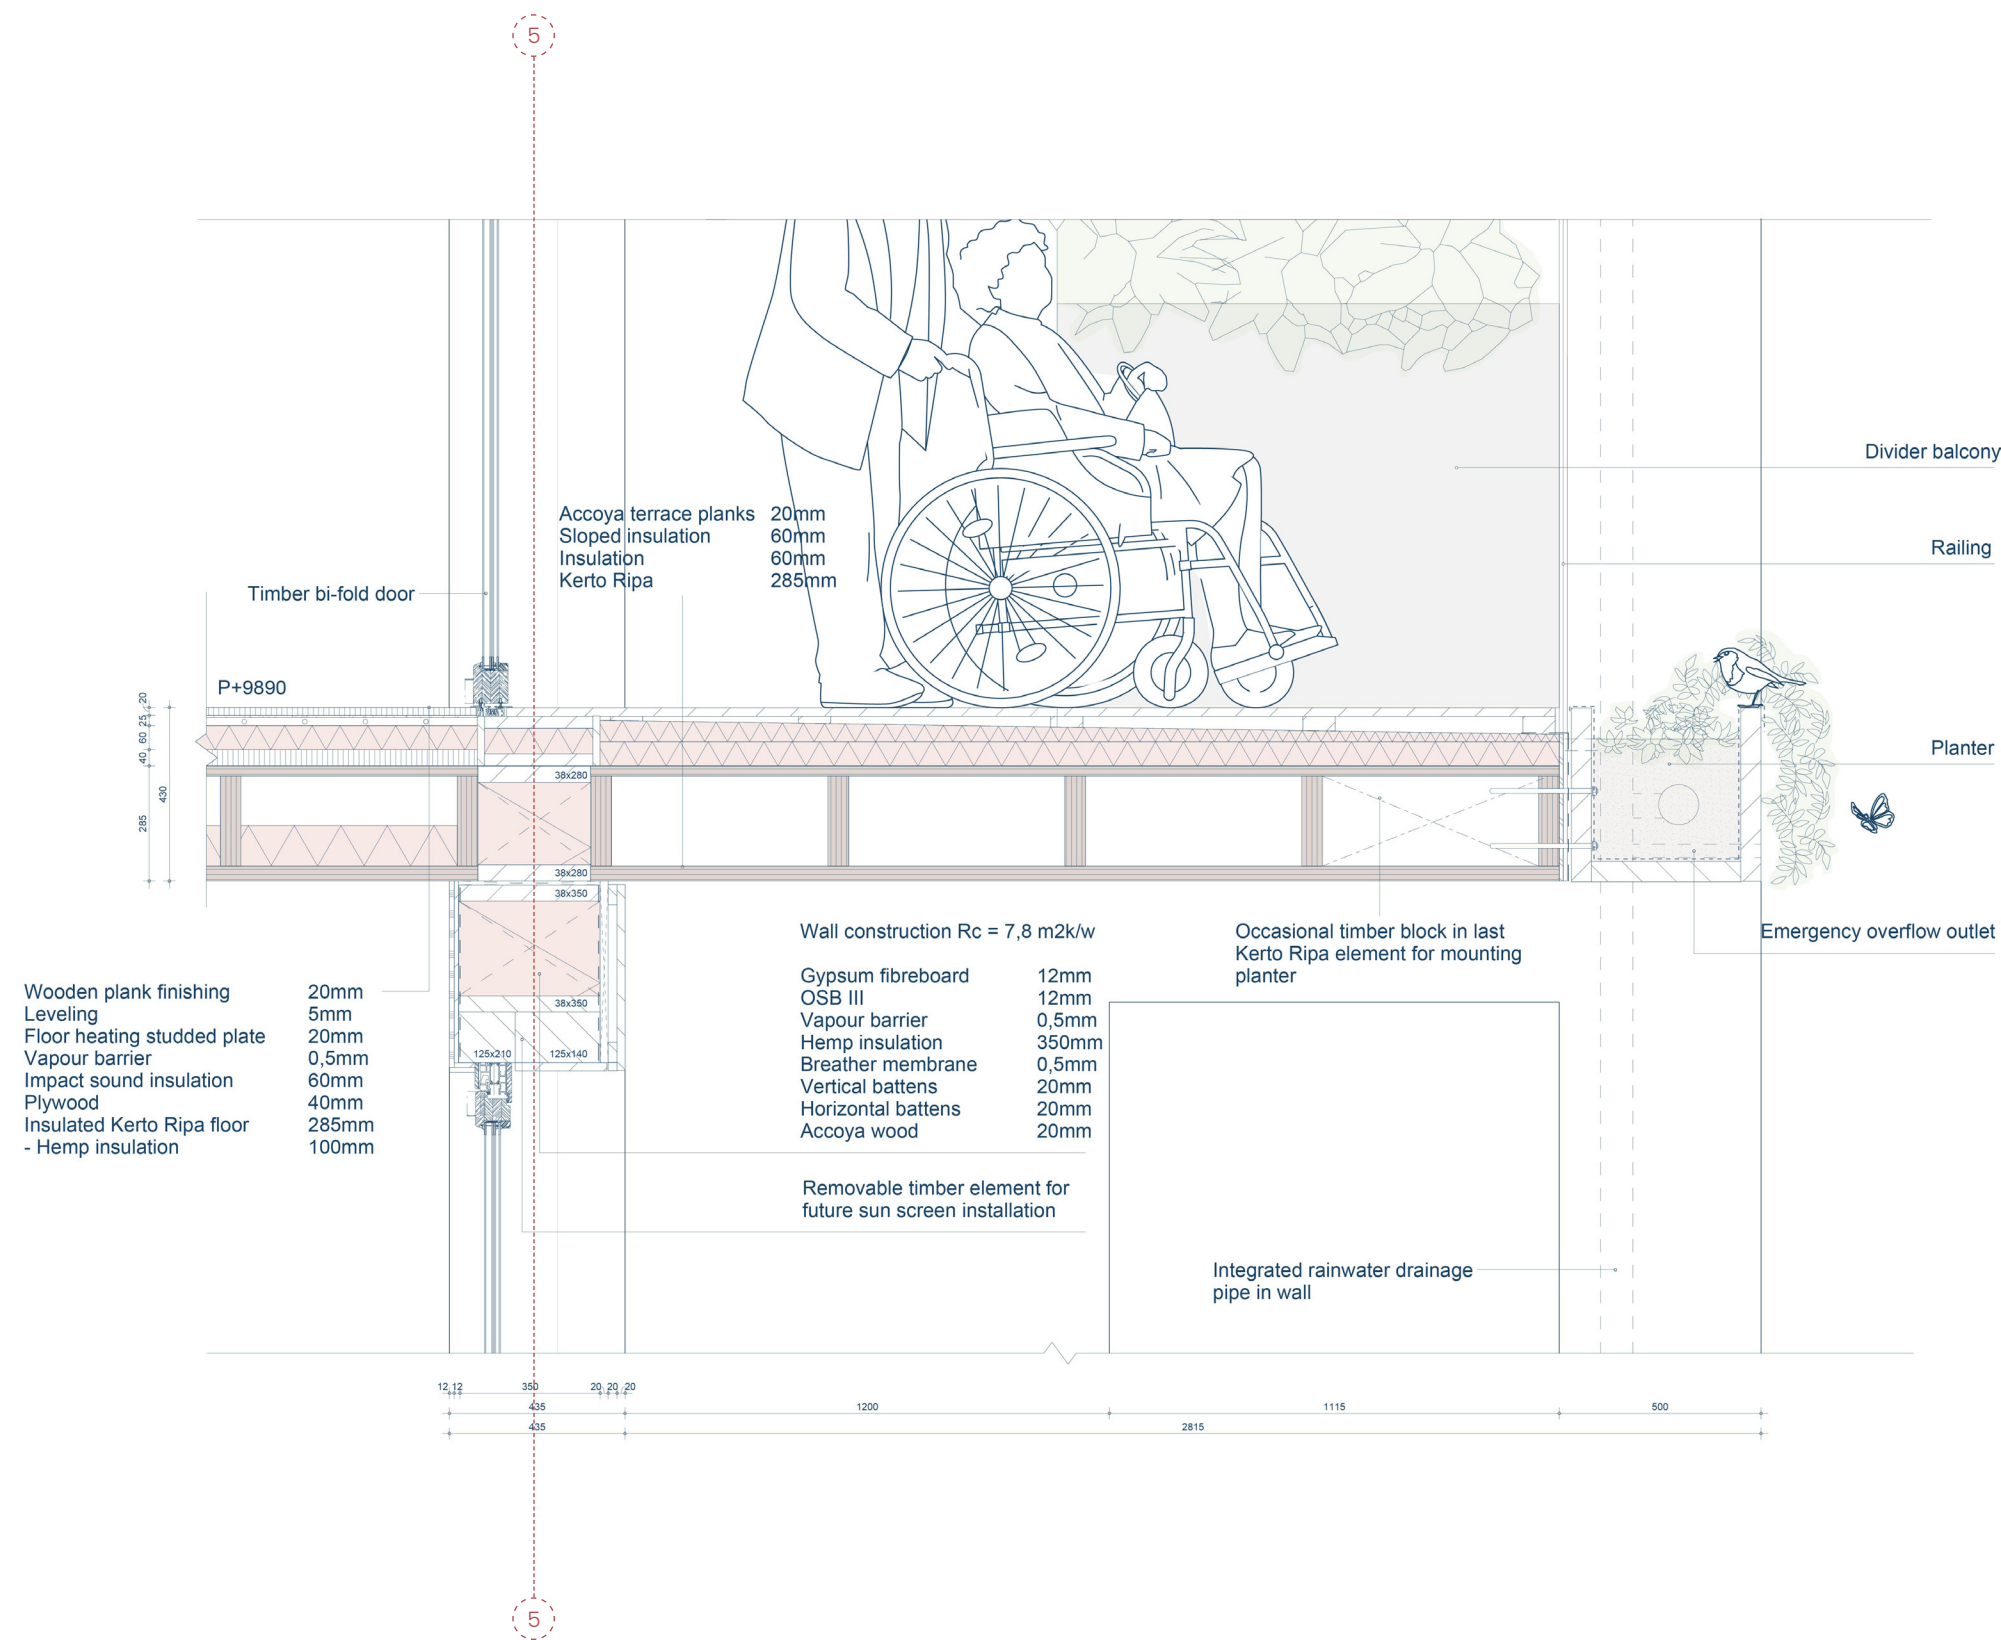 5
Divider balcony
Accoya terrace planks 20mm
Sloped insulation 60mm
Insulation 60mm
Kerto Ripa 285mm
Railing
Timber bi-fold door
P+9890
20
25
60
40
430
285
Planter
38x280
38x280
38x350
38x350
125x210 125x140
Wall construction Rc = 7,8 m2k/w
Gypsum fibreboard 12mm
OSB III 12mm
Vapour barrier 0,5mm
Hemp insulation 350mm
Breather membrane 0,5mm
Vertical battens 20mm
Horizontal battens 20mm
Accoya wood 20mm
Occasional timber block in last
Kerto Ripa element for mounting
planter
Emergency overflow outlet
Wooden plank finishing 20mm
Leveling 5mm
Floor heating studded plate 20mm
Vapour barrier 0,5mm
Impact sound insulation 60mm
Plywood 40mm
Insulated Kerto Ripa floor 285mm
- Hemp insulation 100mm
Removable timber element for
future sun screen installation
Integrated rainwater drainage
pipe in wall
12 12 350 20 20 20
435 1200 1115 500
435 2815
5